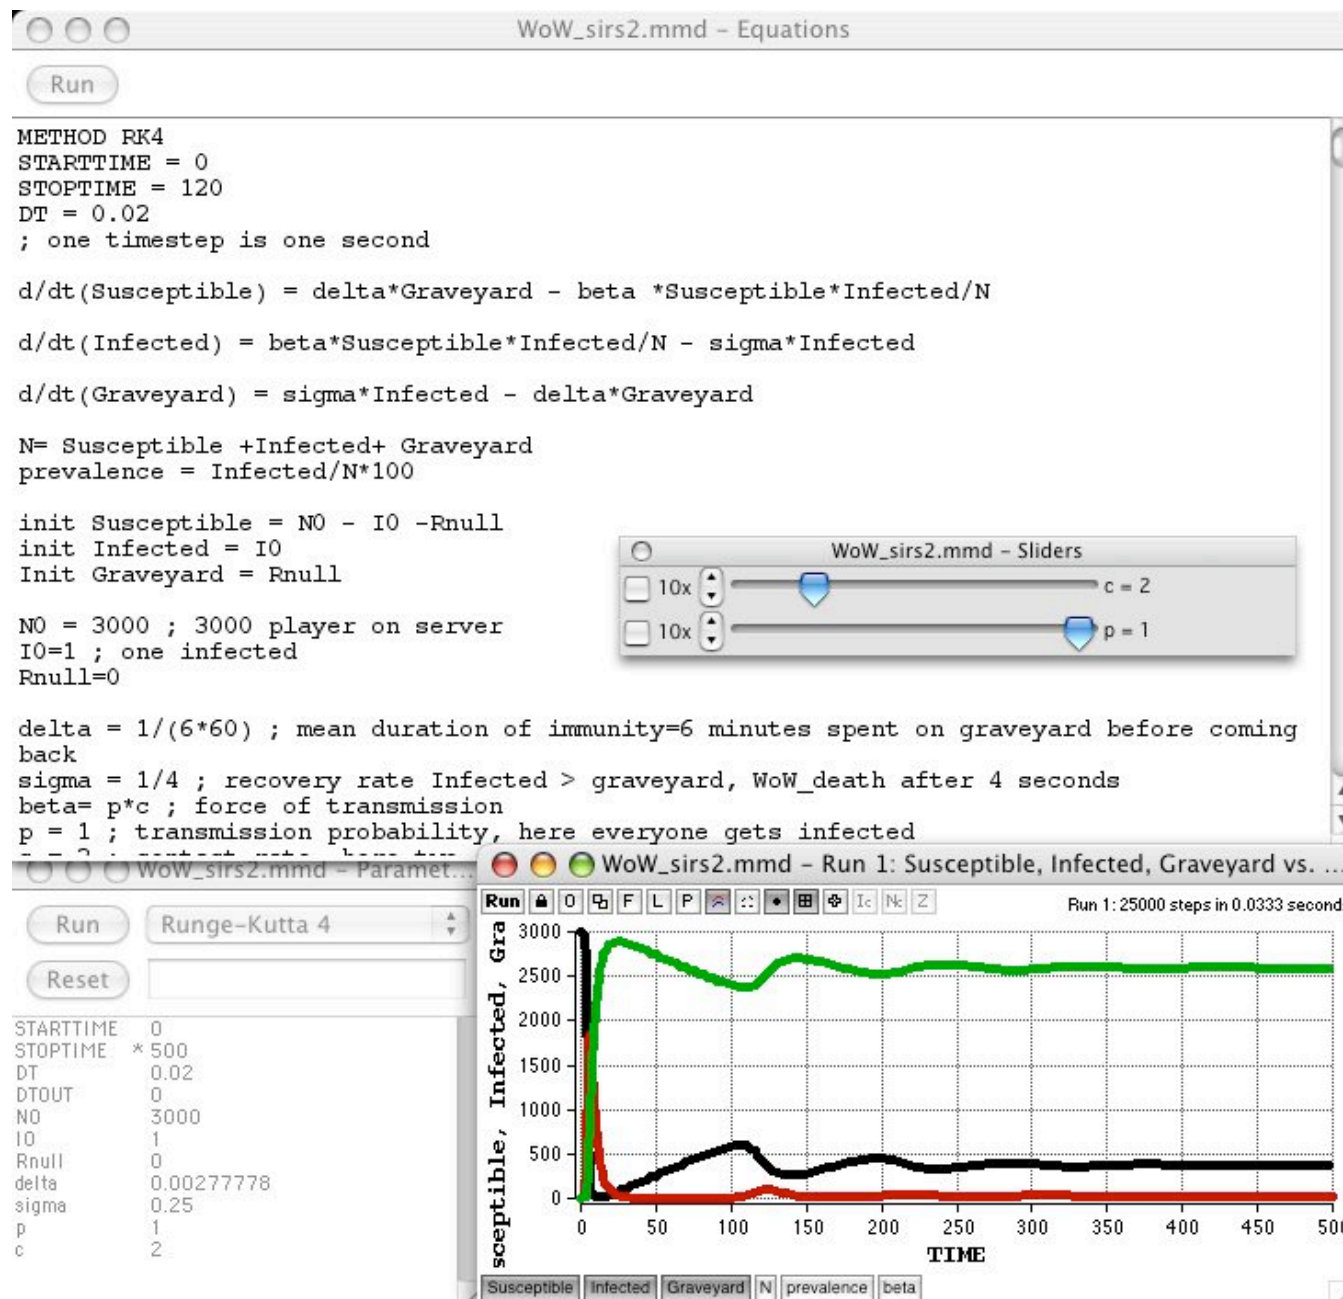 WoW_sirs2.mmd – Equations
Run
METHOD RK4
STARTTIME = 0
STOPTIME = 120
DT = 0.02
; one timestep is one second
d/dt(Susceptible) = delta*Graveyard - beta *Susceptible*Infected/N
d/dt(Infected) = beta*Susceptible*Infected/N - sigma*Infected
d/dt(Graveyard) = sigma*Infected - delta*Graveyard
N= Susceptible +Infected+ Graveyard
prevalence = Infected/N*100
init Susceptible = N0 - I0 -Rnull
init Infected = I0
Init Graveyard = Rnull
N0 = 3000 ; 3000 player on server
I0=1 ; one infected
Rnull=0
delta = 1/(6*60) ; mean duration of immunity=6 minutes spent on graveyard before coming
back
sigma = 1/4 ; recovery rate Infected > graveyard, WoW_death after 4 seconds
beta= p*c ; force of transmission
p = 1 ; transmission probability, here everyone gets infected
WoW_sirs2.mmd – Sliders
10x c = 2
10x p = 1
WoW_sirs2.mmd – Paramet...
Run Runge-Kutta 4
Reset
STARTTIME 0
STOPTIME * 500
DT 0.02
DTOUT 0
N0 3000
I0 1
Rnull 0
delta 0.00277778
sigma 0.25
p 1
c 2
WoW_sirs2.mmd – Run 1: Susceptible, Infected, Graveyard vs. ...
Run O F L P Ic Nc Z Run 1: 25000 steps in 0.0333 second
sceptible, Infected, Gra
3000
2500
2000
1500
1000
500
0
0 50 100 150 200 250 300 350 400 450 500
TIME
Susceptible Infected Graveyard N prevalence beta